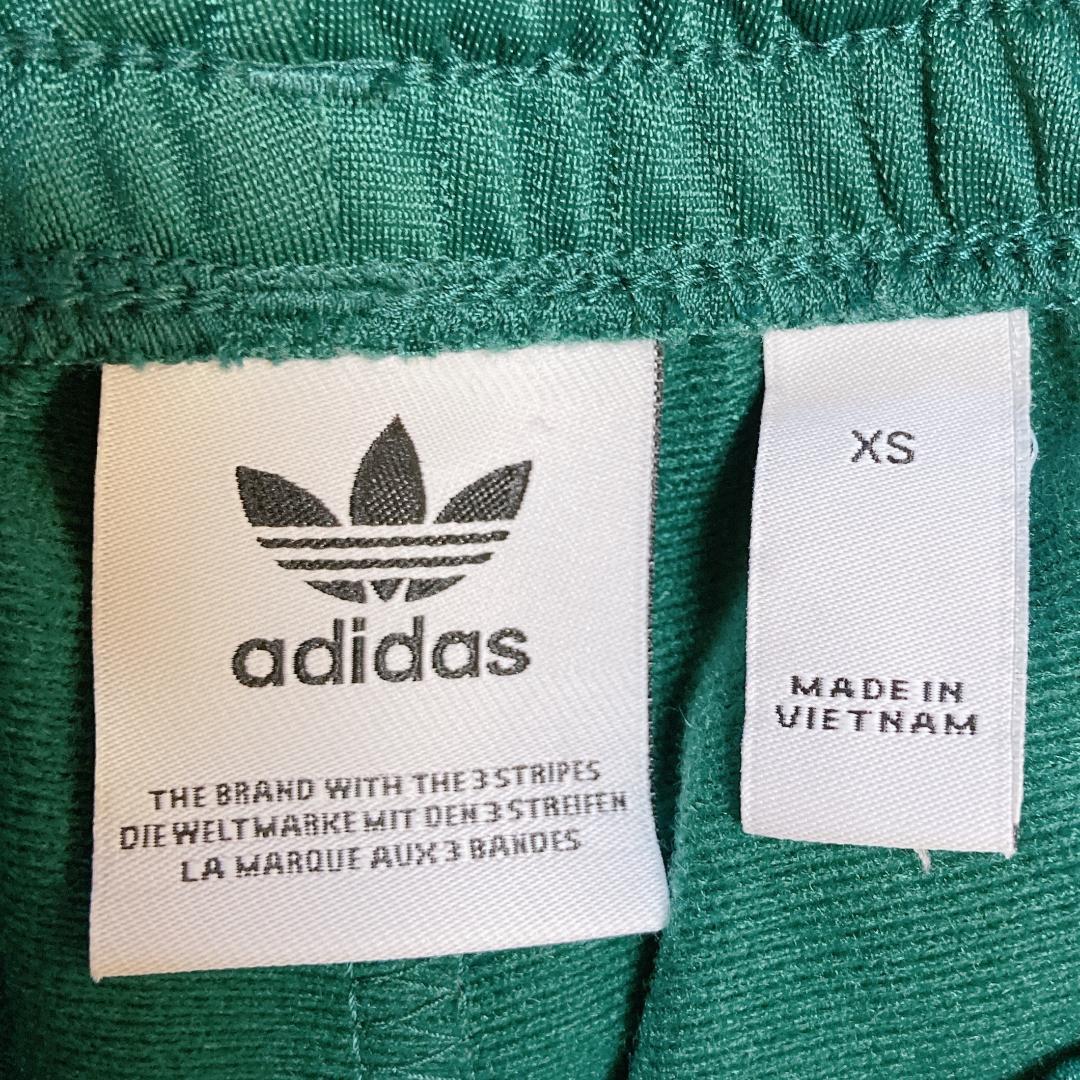 adidas
THE BRAND WITH THE 3 STRIPES
DIE WELTMARKE MIT DEN 3 STREIFEN
LA MARQUE AUX 3 BANDES
XS
MADE IN
VIETNAM